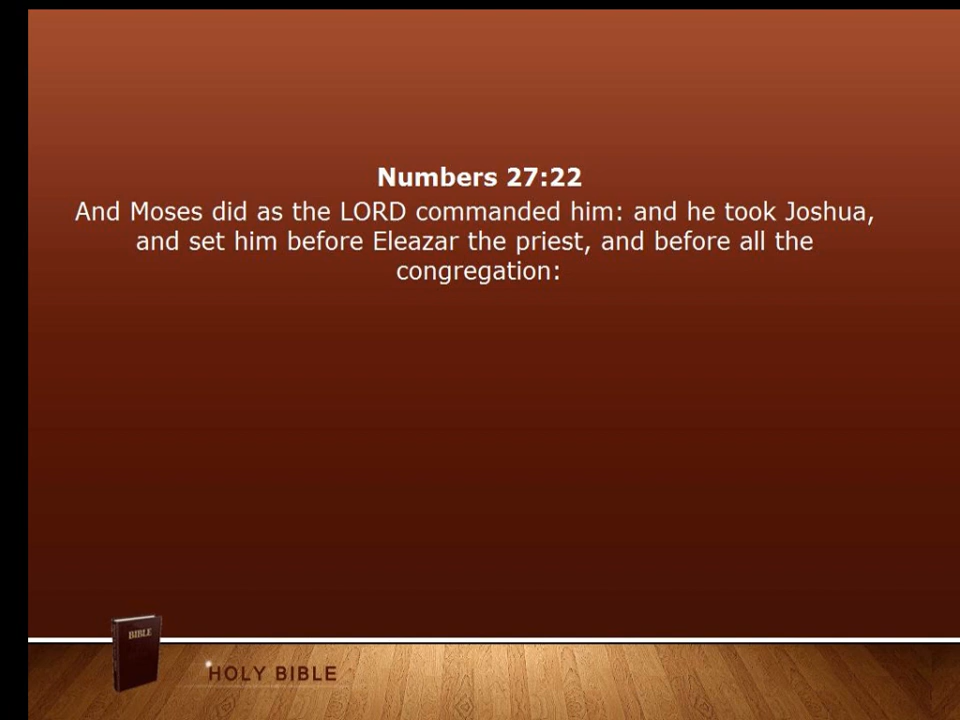 Numbers 27:22
And Moses did as the LORD commanded him: and he took Joshua,
and set him before Eleazar the priest, and before all the
congregation:
BIBLE
HOLY BIBLE